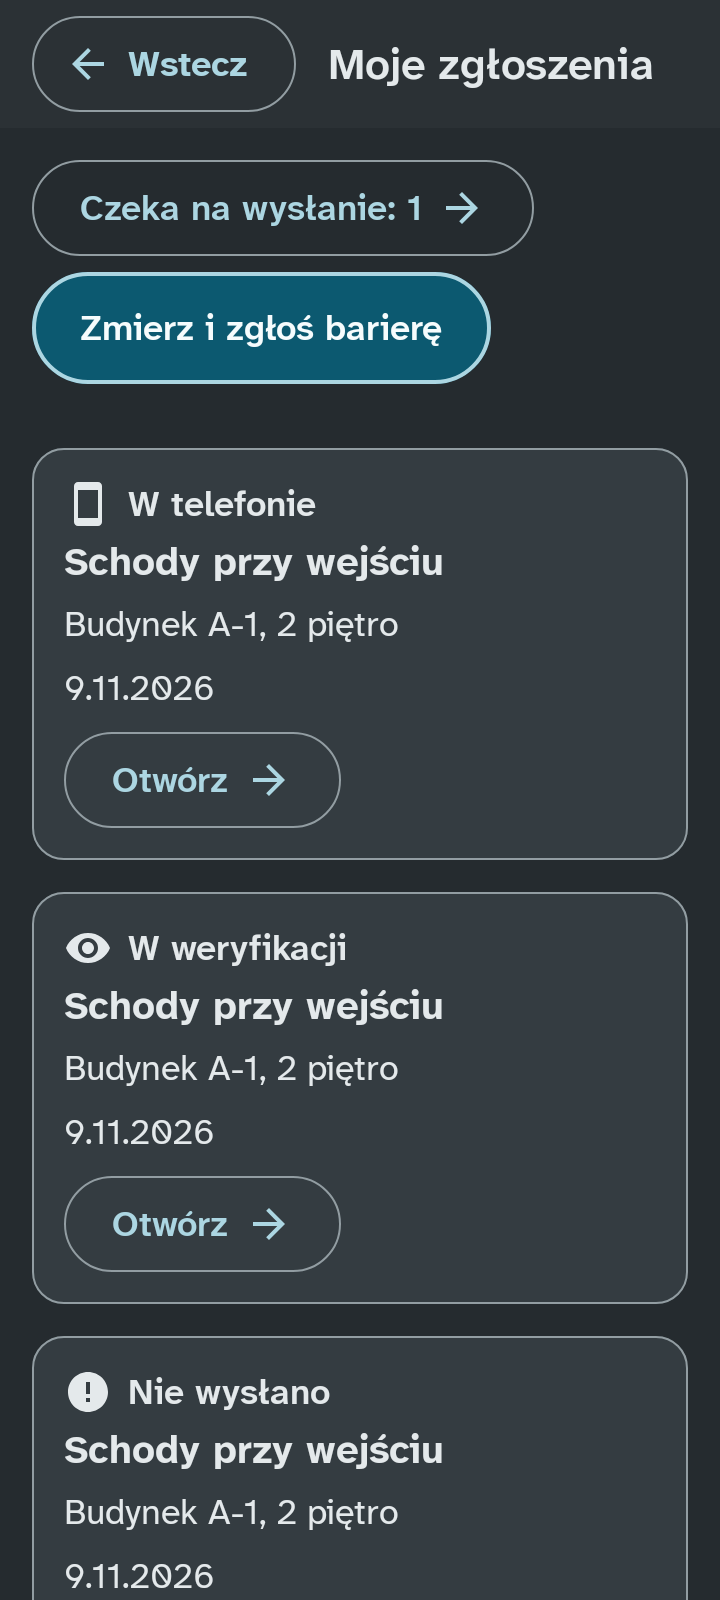 Wstecz
Moje zgłoszenia
Czeka na wysłanie: 1
Zmierz i zgłoś barierę
W telefonie
Schody przy wejściu
Budynek A-1, 2 piętro
9.11.2026
Otwórz
W weryfikacji
Schody przy wejściu
Budynek A-1, 2 piętro
9.11.2026
Otwórz
Nie wysłano
Schody przy wejściu
Budynek A-1, 2 piętro
9.11.2026